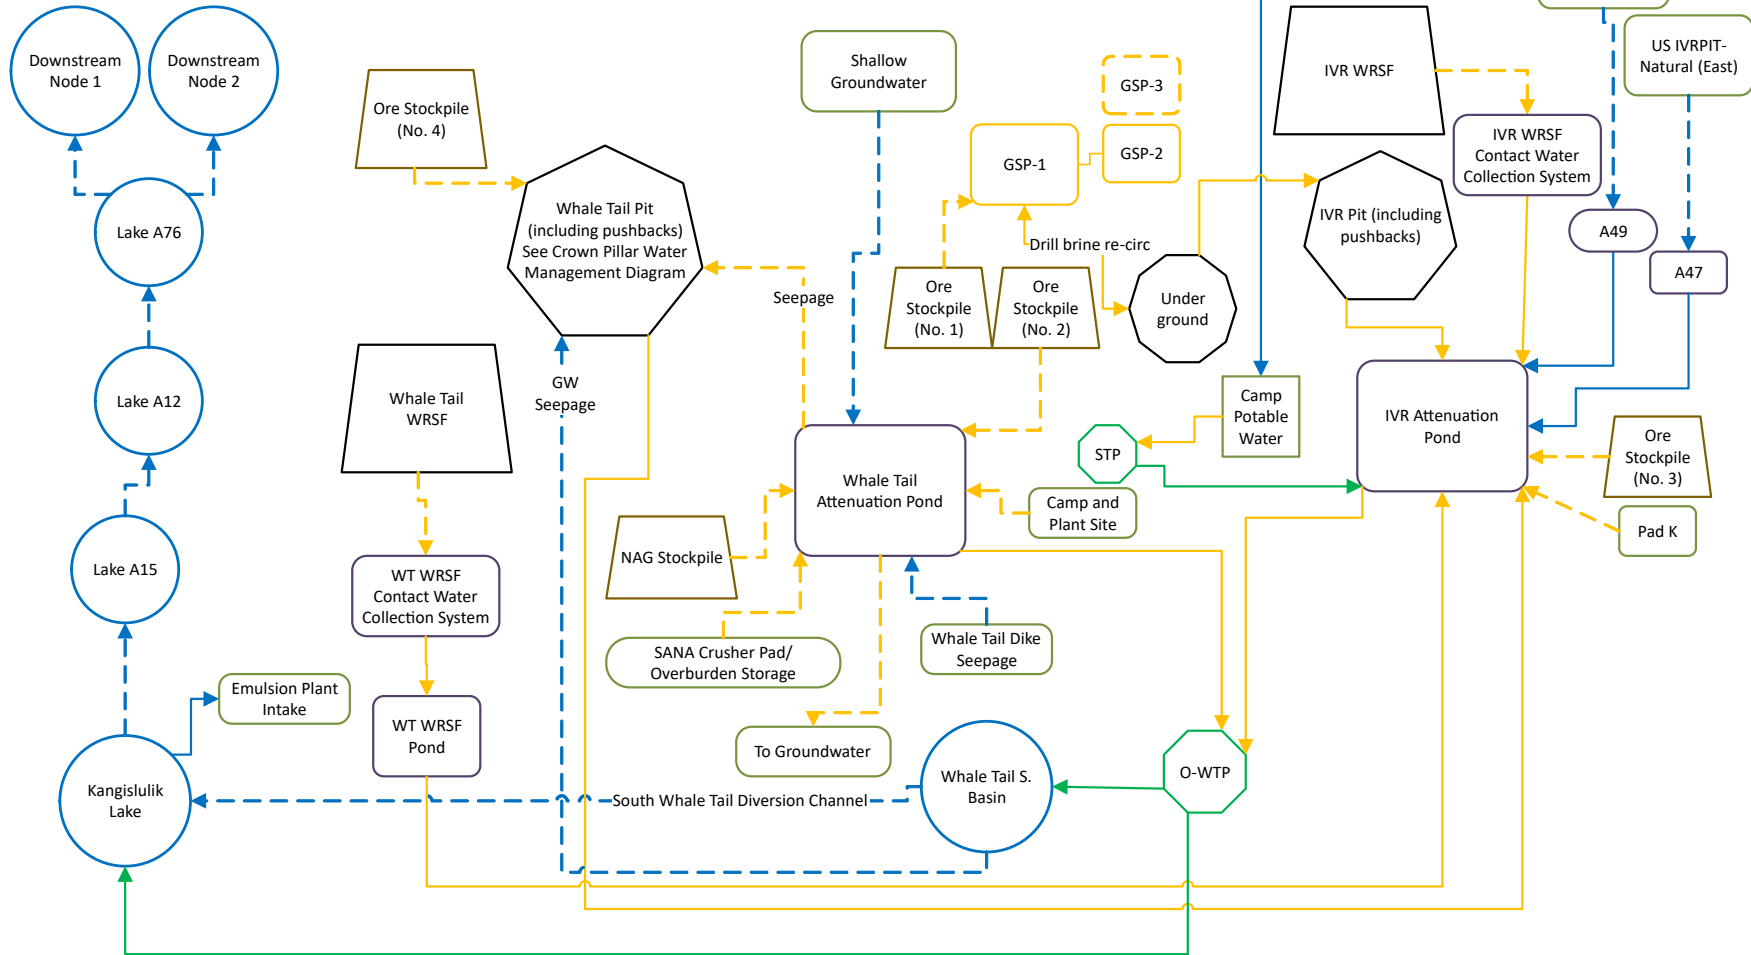 Downstream
Node 1
Downstream
Node 2
Lake A76
Lake A12
Lake A15
Kangislulik
Lake
Emulsion Plant
Intake
Ore Stockpile
(No. 4)
Whale Tail Pit
(including pushbacks)
See Crown Pillar Water
Management Diagram
Whale Tail
WRSF
GW
Seepage
WT WRSF
Contact Water
Collection System
WT WRSF
Pond
Shallow
Groundwater
Seepage
GSP-3
GSP-1
GSP-2
Drill brine re-circ
Ore
Stockpile
(No. 1)
Ore
Stockpile
(No. 2)
Under
ground
Whale Tail
Attenuation Pond
NAG Stockpile
SANA Crusher Pad/
Overburden Storage
Whale Tail Dike
Seepage
To Groundwater
South Whale Tail Diversion Channel
Whale Tail S.
Basin
O-WTP
Camp
Potable
Water
STP
Camp and
Plant Site
IVR WRSF
IVR WRSF
Contact Water
Collection System
IVR Pit (including
pushbacks)
US IVRPIT-
Natural (East)
A49
A47
IVR Attenuation
Pond
Ore
Stockpile
(No. 3)
Pad K